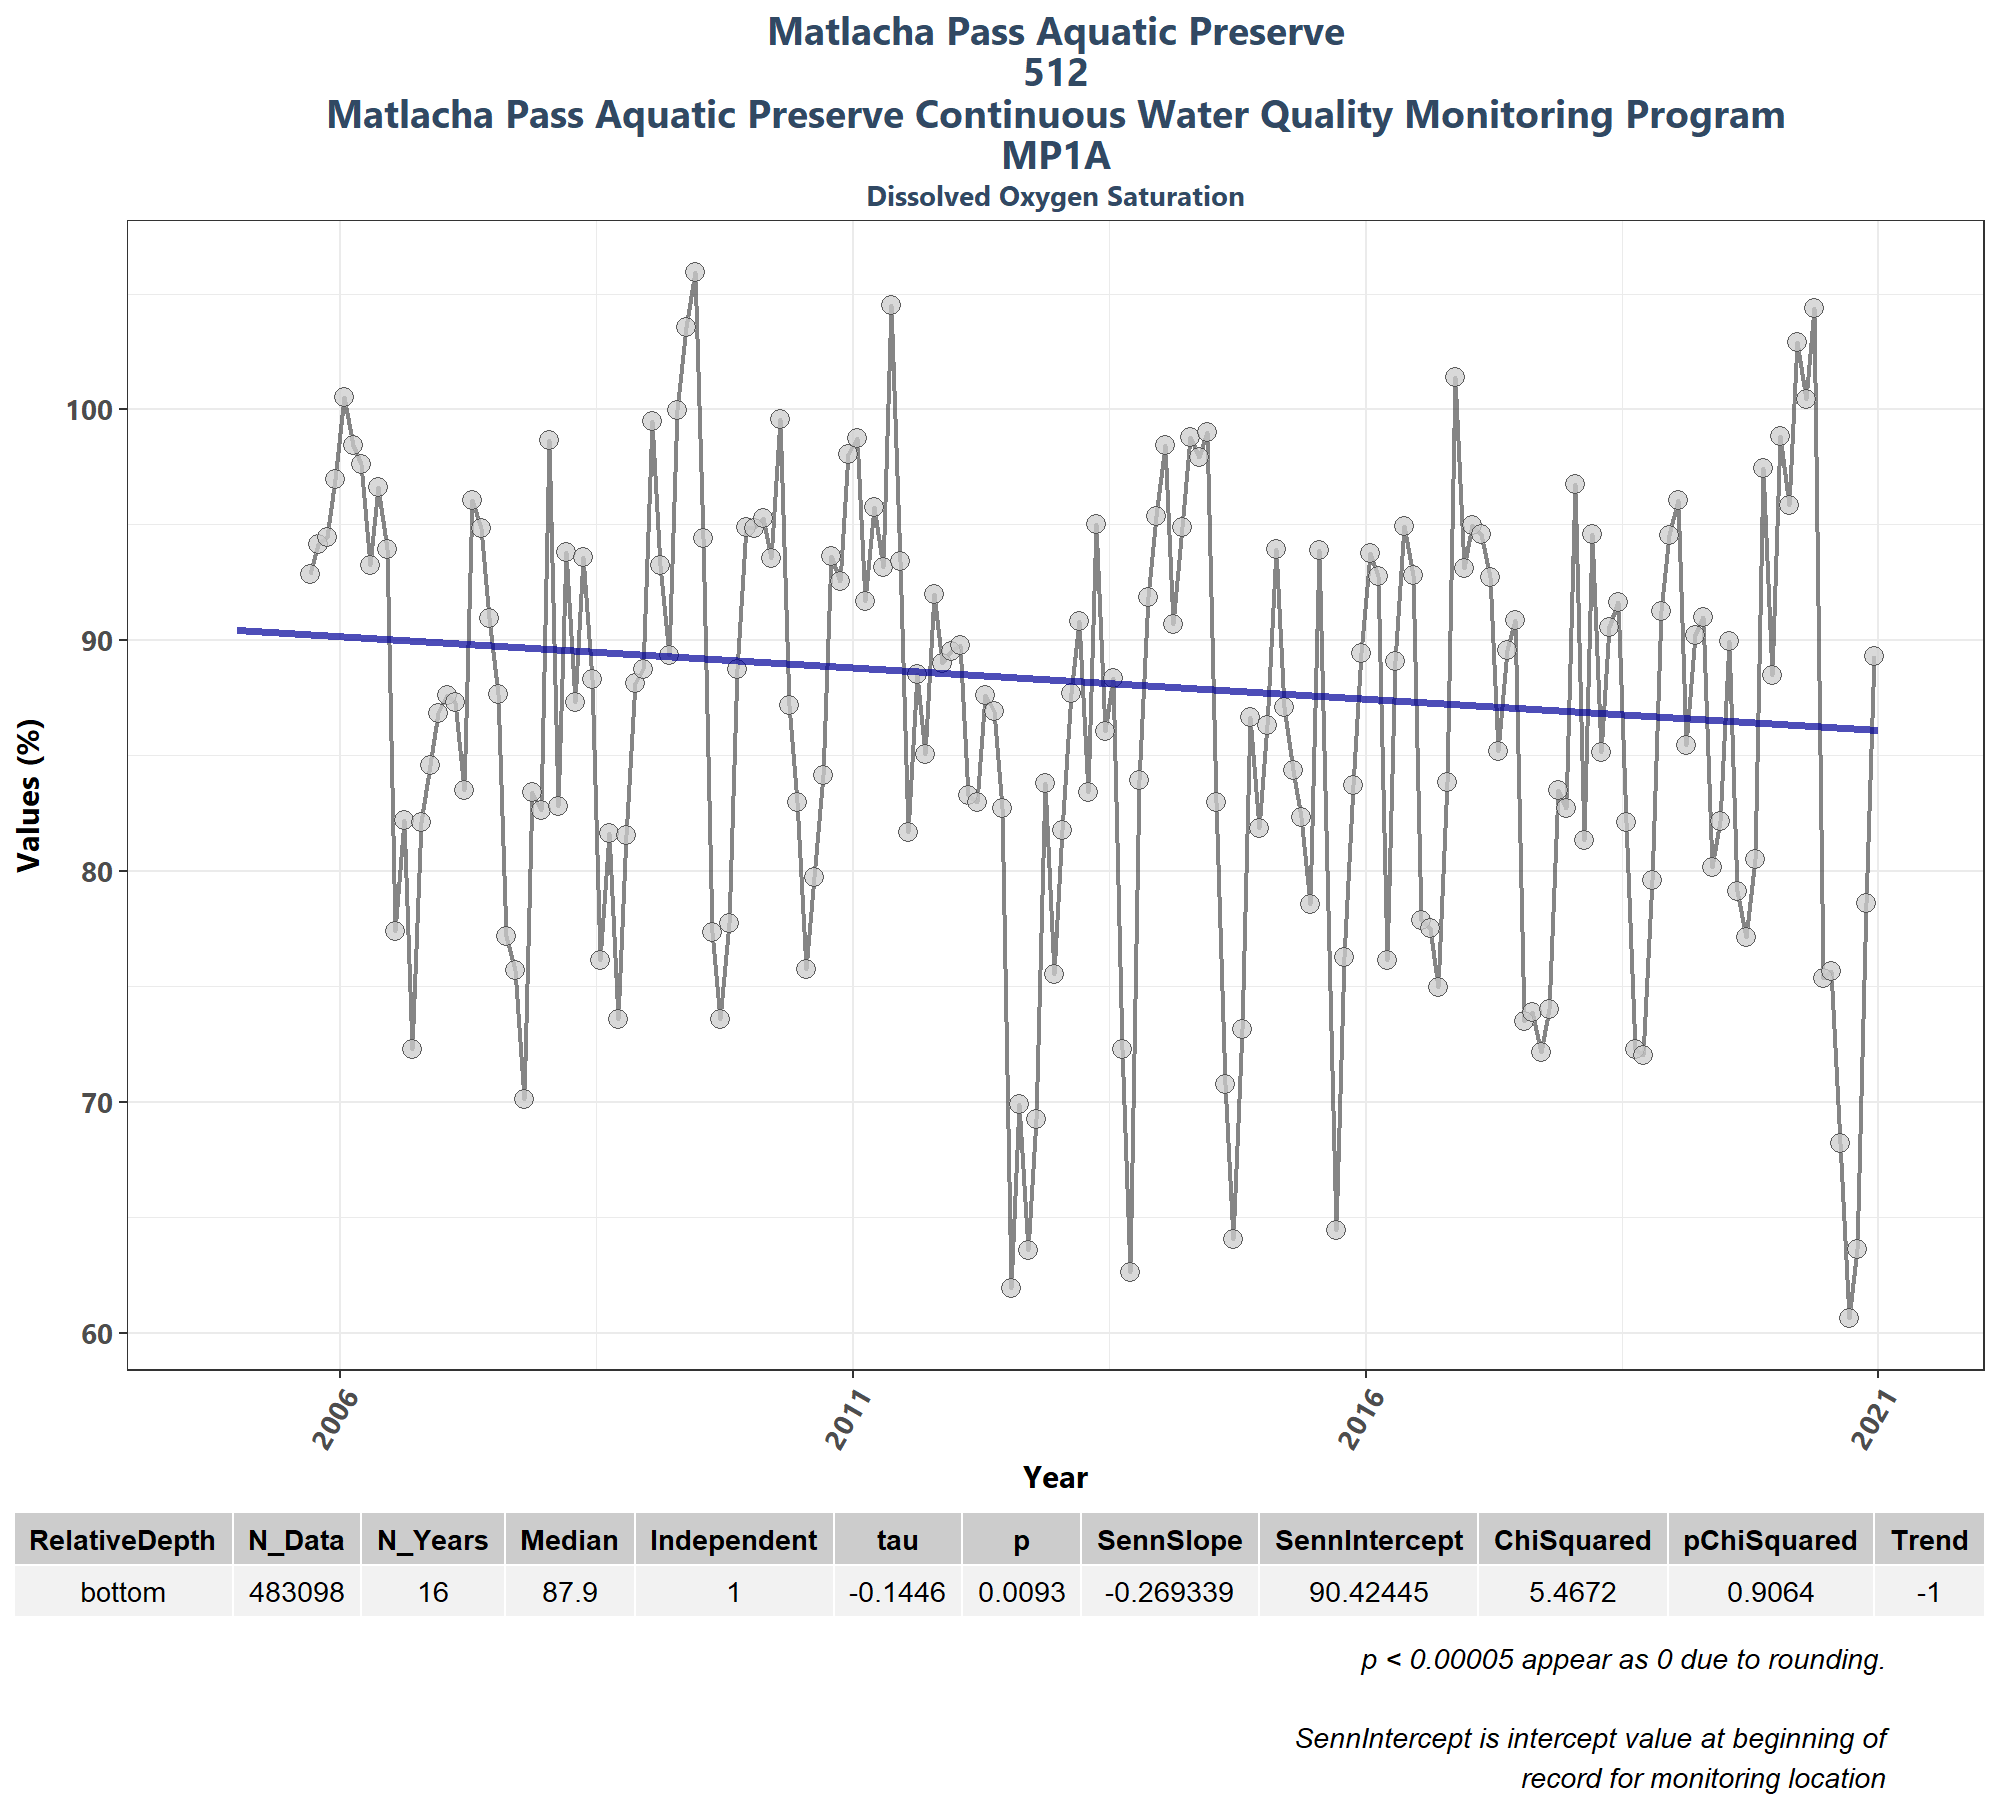 Matlacha Pass Aquatic Preserve
512
Matlacha Pass Aquatic Preserve Continuous Water Quality Monitoring Program
MP1A
Dissolved Oxygen Saturation
Values (%)
100
90
80
70
60
2006 2011 2016 2021
Year
RelativeDepth N_Data N_Years Median Independent tau p SennSlope SennIntercept ChiSquared pChiSquared Trend
bottom 483098 16 87.9 1 -0.1446 0.0093 -0.269339 90.42445 5.4672 0.9064 -1
p < 0.00005 appear as 0 due to rounding.
SennIntercept is intercept value at beginning of
record for monitoring location